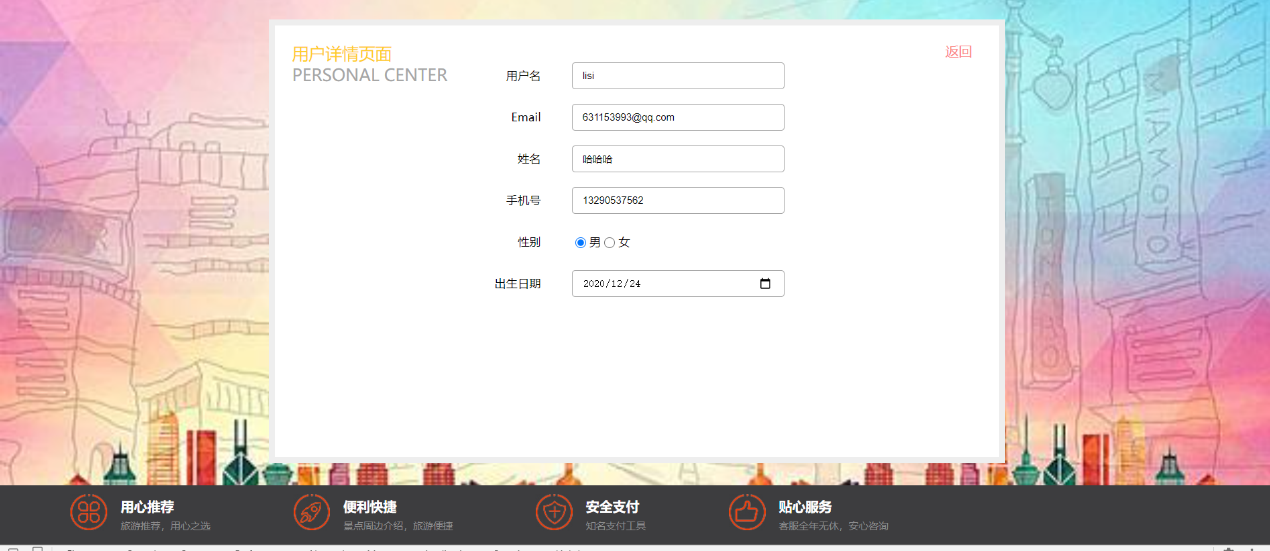 用户详情页面
返回
PERSONAL CENTER
用户名 lisi
Email 631153993@qq.com
姓名 哈哈哈
手机号 13290537562
性别 男 女
出生日期 2020/12/24
MIAMOTO
用心推荐 便利快捷 安全支付 贴心服务
旅游推荐，用心之选 景点周边介绍，旅游便捷 知名支付工具 客服全年无休，安心咨询